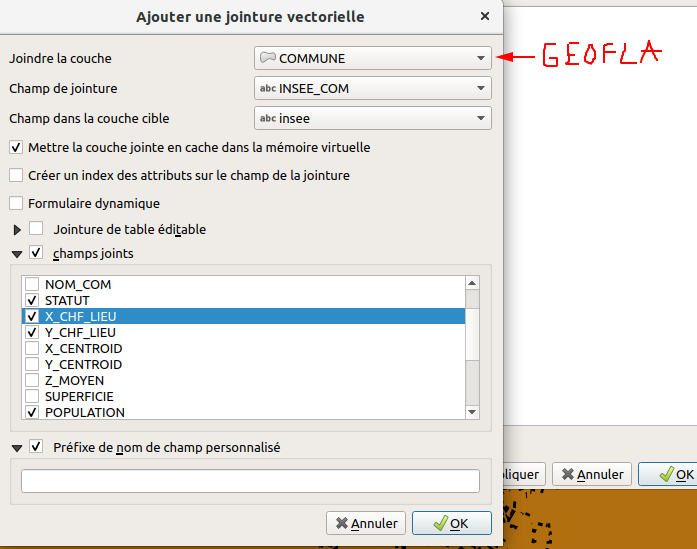 Ajouter une jointure vectorielle
Joindre la couche COMMUNE GEOFLA
Champ de jointure abc INSEE_COM
Champ dans la couche cible abc insee
Mettre la couche jointe en cache dans la mémoire virtuelle
Créer un index des attributs sur le champ de la jointure
Formulaire dynamique
Jointure de table éditable
champs joints
NOM_COM
STATUT
X_CHF_LIEU
Y_CHF_LIEU
X_CENTROID
Y_CENTROID
Z_MOYEN
SUPERFICIE
POPULATION
Préfixe de nom de champ personnalisé
pliquer Annuler OK
Annuler OK